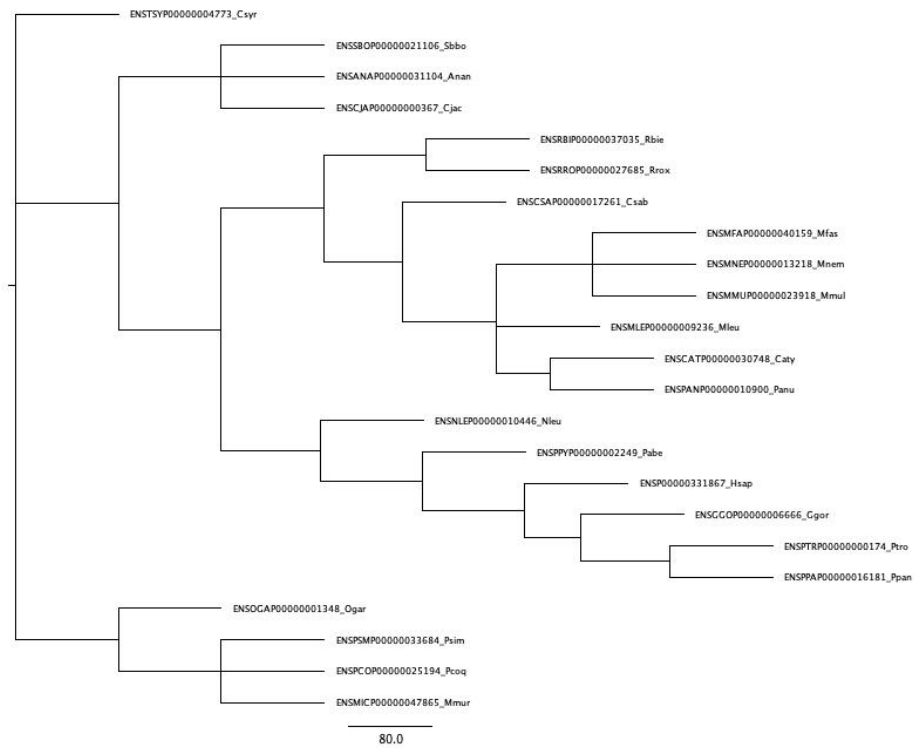 ENSTSYP00000004773_Csyr
ENSSBOP00000021106_Sbbo
ENSANAP00000031104_Anan
ENSCJAP00000000367_Cjac
ENSRBIP00000037035_Rbie
ENSRROP00000027685_Rrox
ENSCSAP00000017261_Csab
ENSMFAP00000040159_Mfas
ENSMNEP00000013218_Mnem
ENSMMUP00000023918_Mmul
ENSMLEP00000009236_Mleu
ENSCATP00000030748_Caty
ENSPANP00000010900_Panu
ENSNLEP00000010446_Nleu
ENSPPYP00000002249_Pabe
ENSP00000331867_Hsap
ENSGGOP00000006666_Ggor
ENSPTRP00000000174_Ptro
ENSPPAP00000016181_Ppan
ENSOGAP00000001348_Ogar
ENSPSMP00000033684_Psim
ENSPCOP00000025194_Pcoq
ENSMICP00000047865_Mmur
80.0